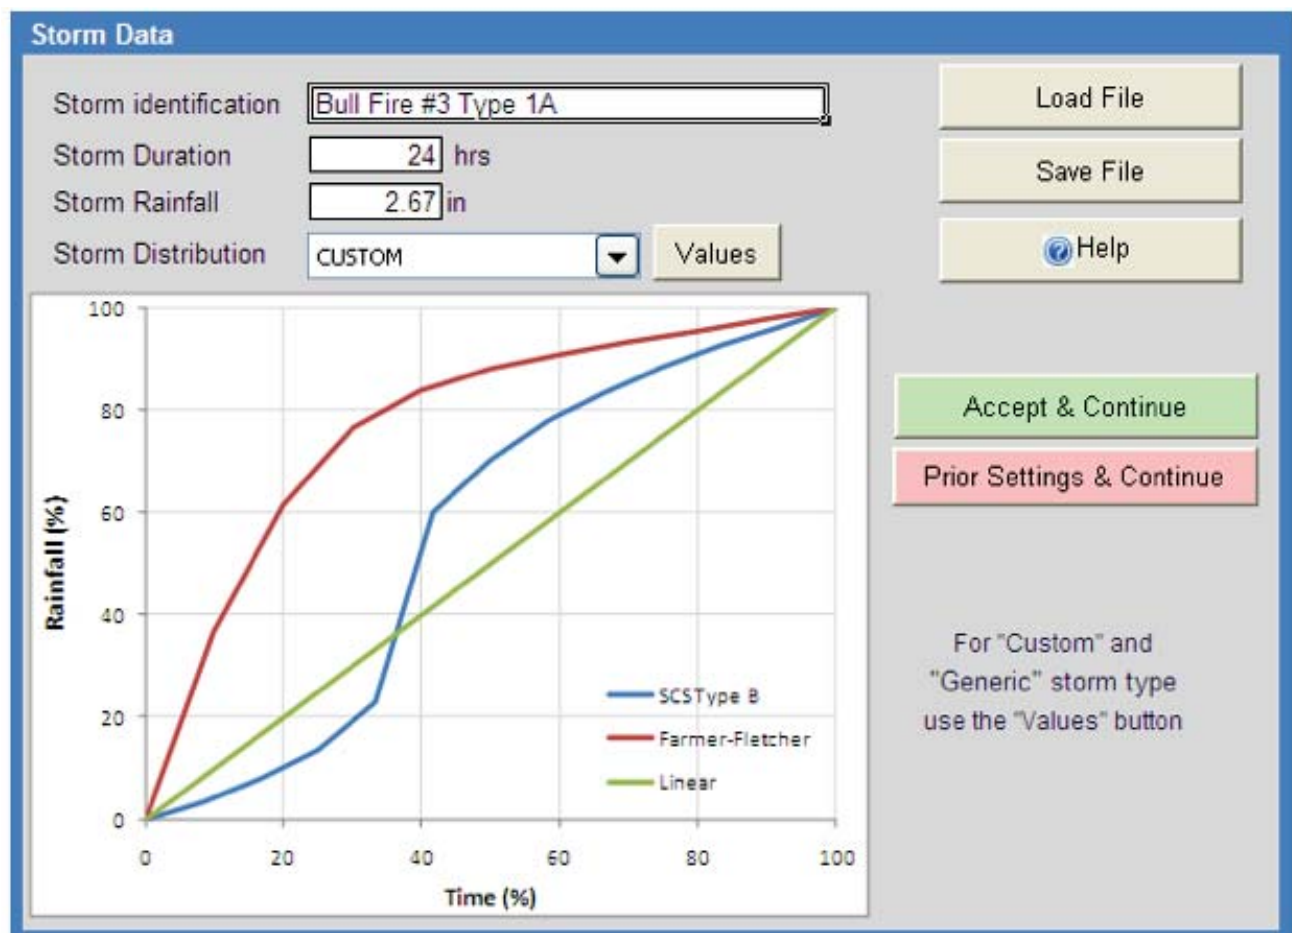 Storm Data
Storm identification Bull Fire #3 Type 1A
Load File
Storm Duration 24 hrs
Save File
Storm Rainfall 2.67 in
Storm Distribution CUSTOM Values
Help
100
80
60
40
20
0
Rainfall (%)
0 20 40 60 80 100
Time (%)
SCSType B
Farmer-Fletcher
Linear
Accept & Continue
Prior Settings & Continue
For "Custom" and
"Generic" storm type
use the "Values" button